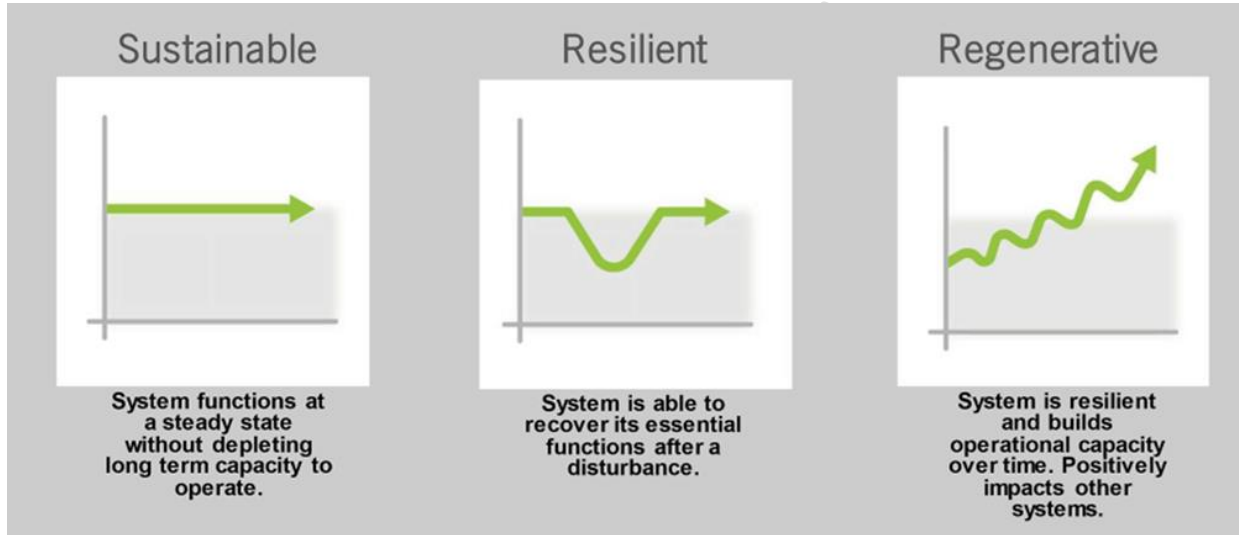 Sustainable
System functions at
a steady state
without depleting
long term capacity to
operate.
Resilient
System is able to
recover its essential
functions after a
disturbance.
Regenerative
System is resilient
and builds
operational capacity
over time. Positively
impacts other
systems.